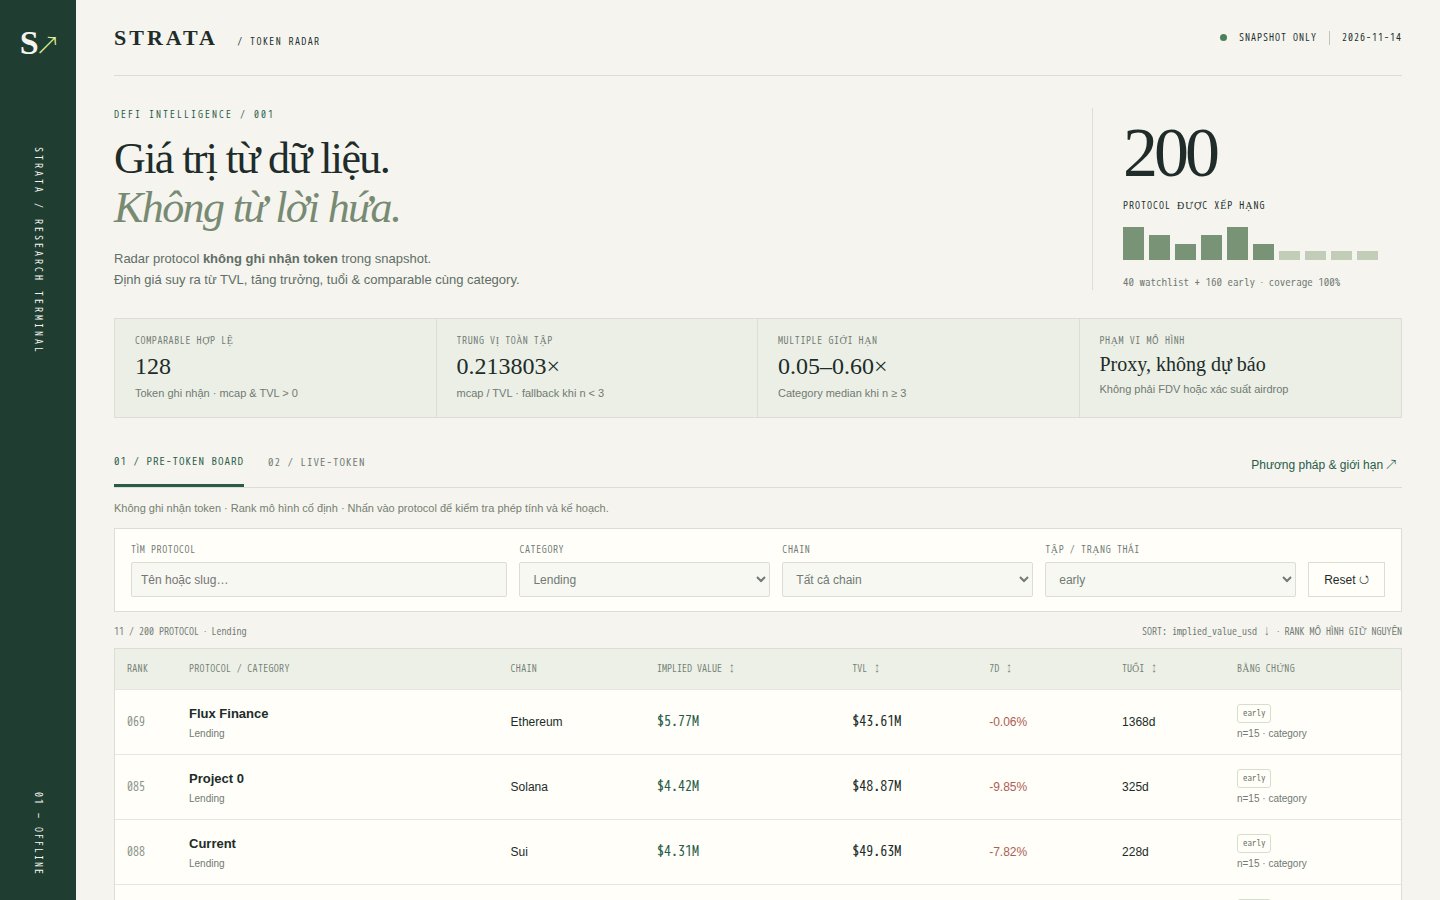 S↗
STRATA / RESEARCH TERMINAL
01 — OFFLINE
STRATA / TOKEN RADAR
SNAPSHOT ONLY 2026-11-14
DEFI INTELLIGENCE / 001
Giá trị từ dữ liệu.
Không từ lời hứa.
Radar protocol không ghi nhận token trong snapshot.
Định giá suy ra từ TVL, tăng trưởng, tuổi & comparable cùng category.
200
PROTOCOL ĐƯỢC XẾP HẠNG
40 watchlist + 160 early · coverage 100%
COMPARABLE HỢP LỆ
128
Token ghi nhận · mcap & TVL > 0
TRUNG VỊ TOÀN TẬP
0.213803×
mcap / TVL · fallback khi n < 3
MULTIPLE GIỚI HẠN
0.05–0.60×
Category median khi n ≥ 3
PHẠM VI MÔ HÌNH
Proxy, không dự báo
Không phải FDV hoặc xác suất airdrop
01 / PRE-TOKEN BOARD 02 / LIVE-TOKEN Phương pháp & giới hạn ↗
Không ghi nhận token · Rank mô hình cố định · Nhấn vào protocol để kiểm tra phép tính và kế hoạch.
TÌM PROTOCOL CATEGORY CHAIN TẬP / TRẠNG THÁI
Tên hoặc slug… Lending Tất cả chain early Reset ↺
11 / 200 PROTOCOL · Lending SORT: implied_value_usd ↓ · RANK MÔ HÌNH GIỮ NGUYÊN
RANK PROTOCOL / CATEGORY CHAIN IMPLIED VALUE ↕ TVL ↕ 7D ↕ TUỔI ↕ BẰNG CHỨNG
069 Flux Finance Ethereum $5.77M $43.61M -0.06% 1368d early
Lending n=15 · category
085 Project 0 Solana $4.42M $48.87M -9.85% 325d early
Lending n=15 · category
088 Current Sui $4.31M $49.63M -7.82% 228d early
Lending n=15 · category